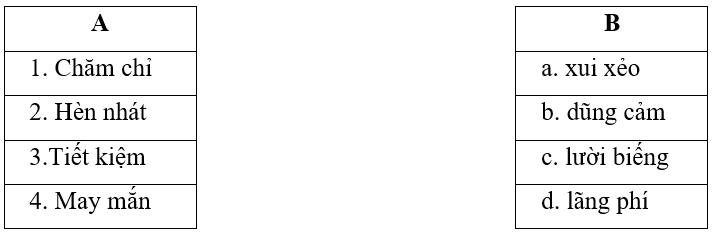 A B
1. Chăm chỉ a. xui xẻo
2. Hèn nhát b. dũng cảm
3.Tiết kiệm c. lười biếng
4. May mắn d. lãng phí